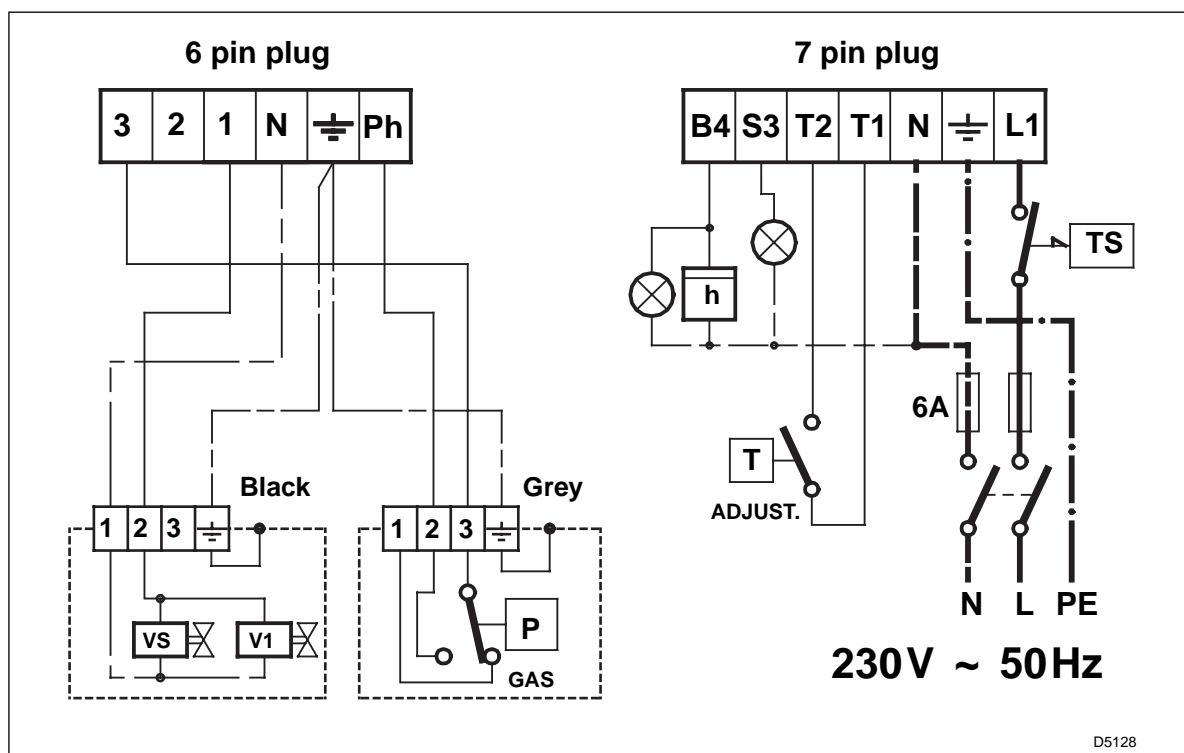 6 pin plug
7 pin plug
3 2 1 N Ph
B4 S3 T2 T1 N L1
TS
h
6A
T
ADJUST.
Black
Grey
1 2 3
1 2 3
VS V1
P
GAS
N L PE
230V ~ 50Hz
D5128